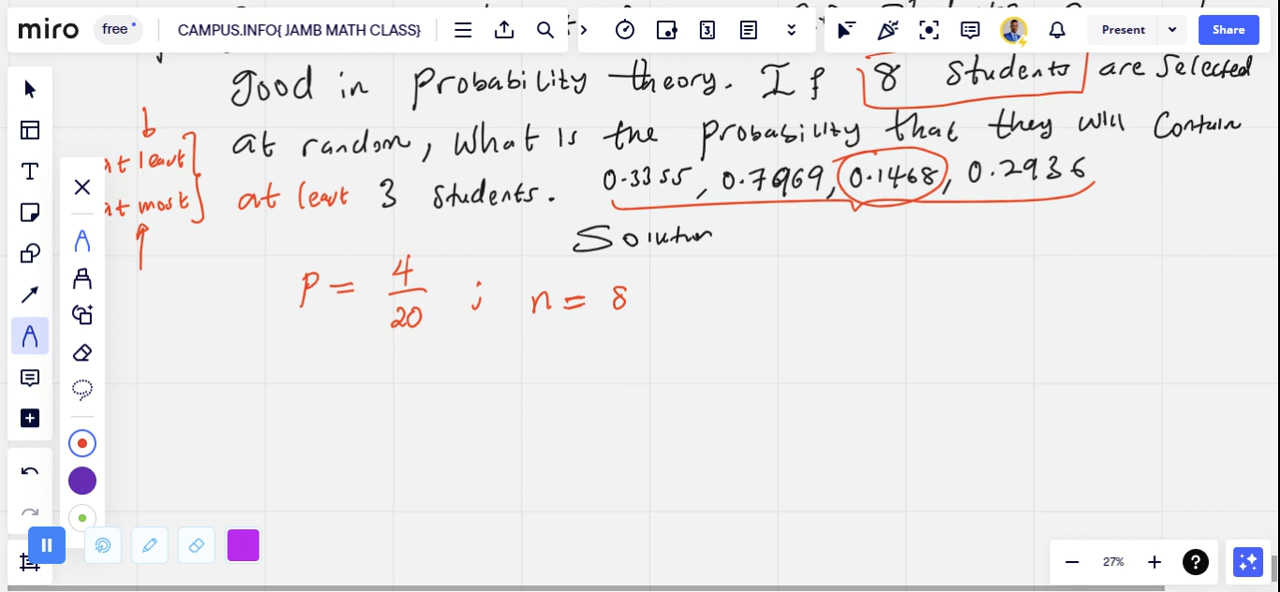 miro free CAMPUS.INFO{ JAMB MATH CLASS} Present Share
good in probability theory. If 8 students are selected
at random, what is the probability that they will contain
at least
at least 3 students. 0.3355, 0.7969, 0.1468, 0.2936
at most
Solution
P = 4/20 ; n = 8
27%